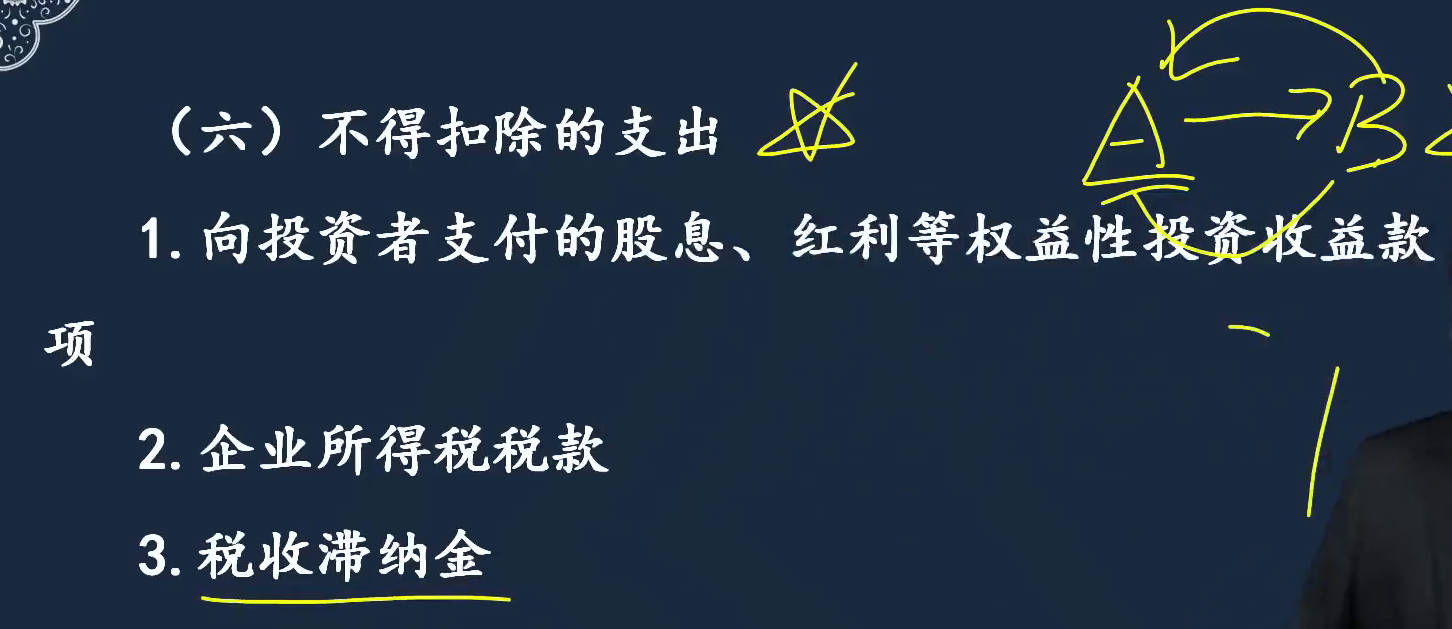 （六）不得扣除的支出
A → B
1.向投资者支付的股息、红利等权益性投资收益款
项
2.企业所得税税款
3.税收滞纳金